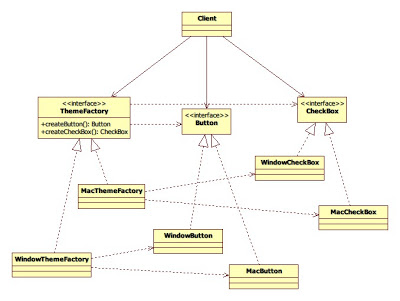 Client
<<interface>>
ThemeFactory
+createButton(): Button
+createCheckBox(): CheckBox
<<interface>>
Button
<<interface>>
CheckBox
WindowCheckBox
MacThemeFactory
MacCheckBox
WindowButton
WindowThemeFactory
MacButton